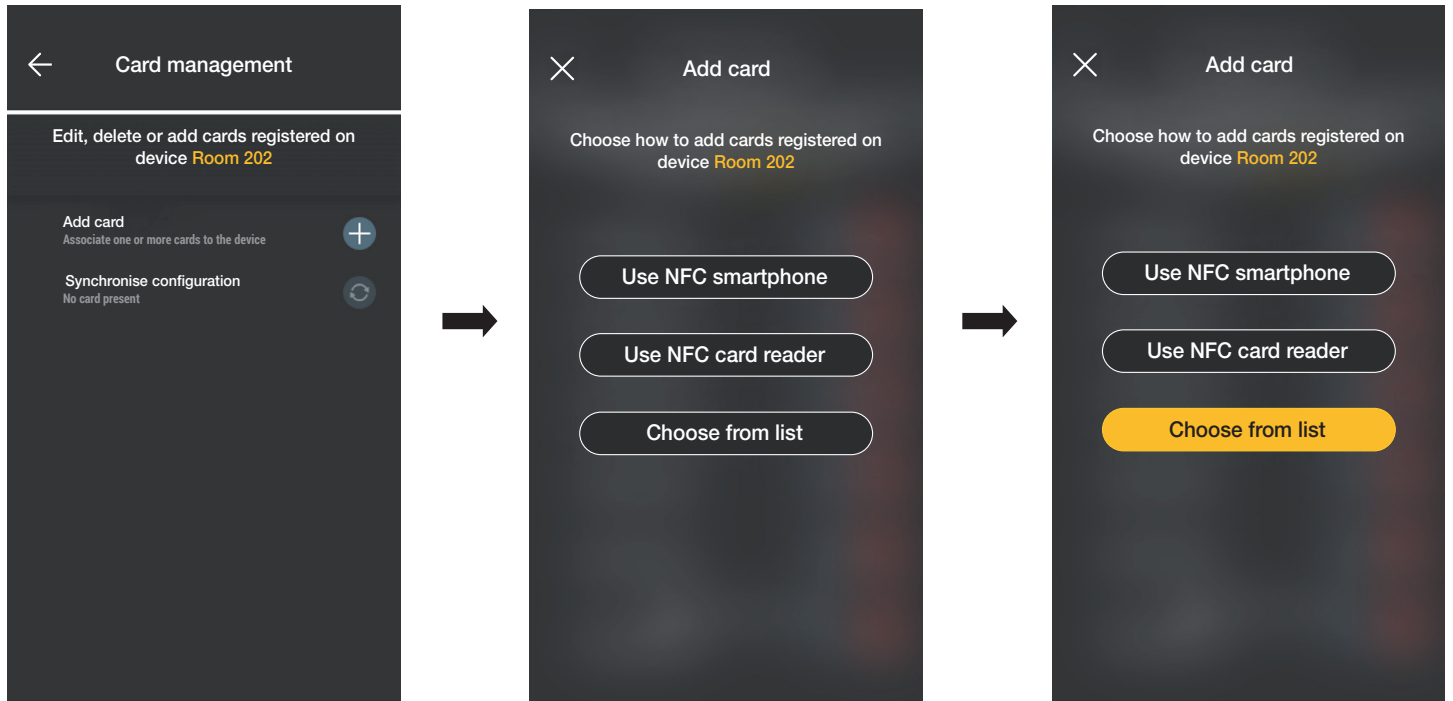 Card management
Edit, delete or add cards registered on
device Room 202
Add card
Associate one or more cards to the device
Synchronise configuration
No card present
Add card
Choose how to add cards registered on
device Room 202
Use NFC smartphone
Use NFC card reader
Choose from list
Add card
Choose how to add cards registered on
device Room 202
Use NFC smartphone
Use NFC card reader
Choose from list